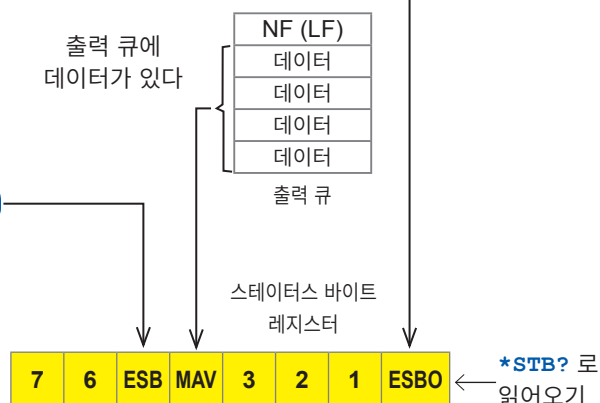 NF (LF)
출력 큐에
데이터가 있다
데이터
데이터
데이터
데이터
출력 큐
스테이터스 바이트
레지스터
7 6 ESB MAV 3 2 1 ESBO
*STB? 로
읽어오기